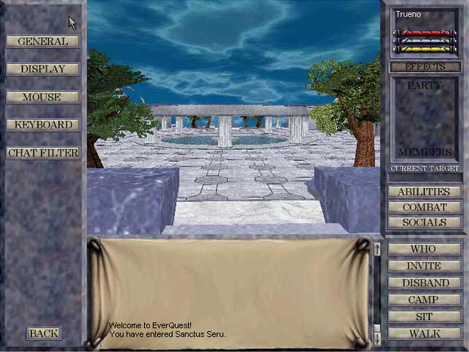 GENERAL
DISPLAY
MOUSE
KEYBOARD
CHAT FILTER
BACK
Welcome to EverQuest!
You have entered Sanctus Seru.
Trueno
EFFECTS
PARTY
MEMBERS
CURRENT TARGET
ABILITIES
COMBAT
SOCIALS
WHO
INVITE
DISBAND
CAMP
SIT
WALK